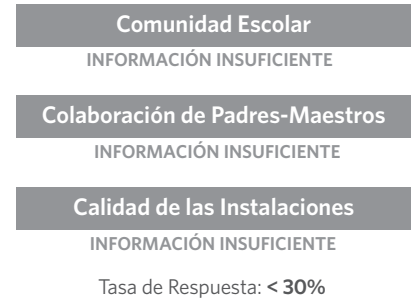 Comunidad Escolar
INFORMACIÓN INSUFICIENTE
Colaboración de Padres-Maestros
INFORMACIÓN INSUFICIENTE
Calidad de las Instalaciones
INFORMACIÓN INSUFICIENTE
Tasa de Respuesta: < 30%